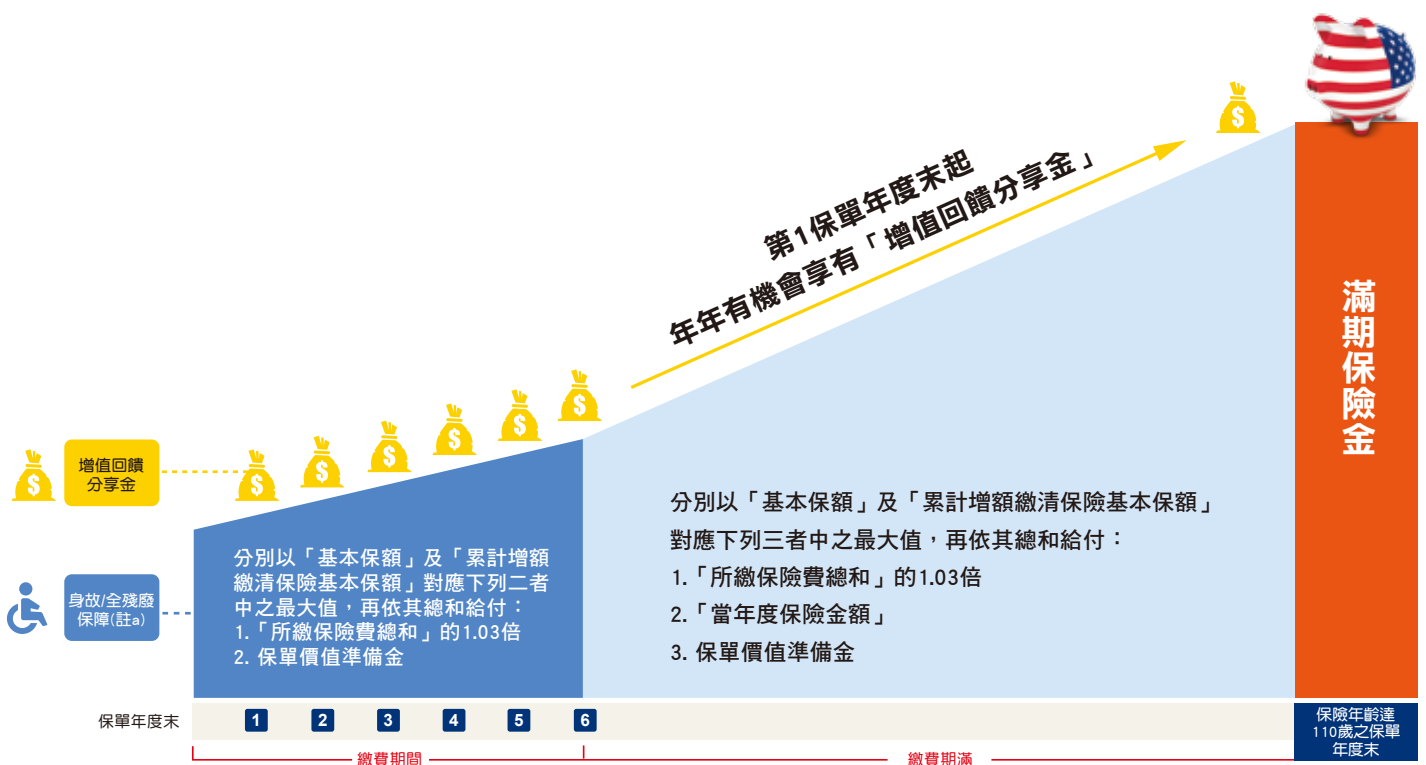 第1保單年度末起
年年有機會享有「增值回饋分享金」
滿期保險金
增值回饋
分享金
身故/全殘廢
保障(註a)
分別以「基本保額」及「累計增額
繳清保險基本保額」對應下列二者
中之最大值，再依其總和給付：
1.「所繳保險費總和」的1.03倍
2. 保單價值準備金
分別以「基本保額」及「累計增額繳清保險基本保額」
對應下列三者中之最大值，再依其總和給付：
1.「所繳保險費總和」的1.03倍
2.「當年度保險金額」
3. 保單價值準備金
保單年度末
1 2 3 4 5 6
保險年齡達
110歲之保單
年度末
繳費期間
繳費期滿